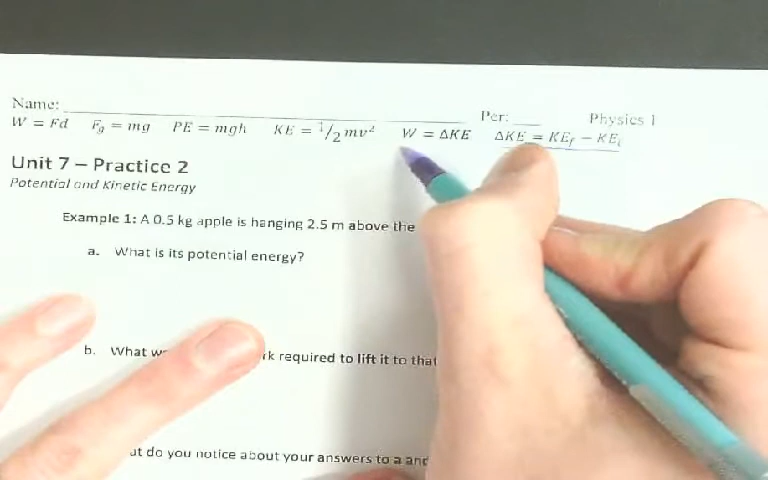 Name: Per: Physics 1
W = Fd Fg = mg PE = mgh KE = 1/2 mv² W = ΔKE ΔKE = KEf − KEi
Unit 7 – Practice 2
Potential and Kinetic Energy
Example 1: A 0.5 kg apple is hanging 2.5 m above the
a. What is its potential energy?
b. What required to lift it to that
do you notice about your answers to a and